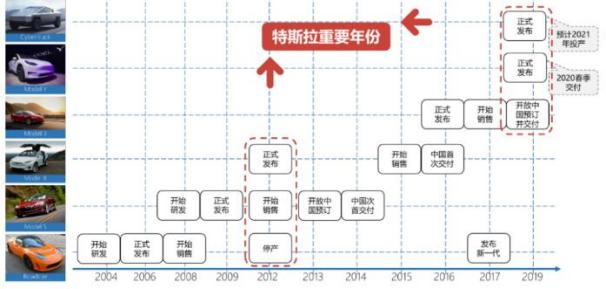 正式
发布
预计2021
年投产
Cybertruck
特斯拉重要年份
正式
发布
2020春季
交付
Model Y
正式
发布
开始
销售
开放中
国预订
并交付
Model 3
正式
发布
开始
销售
中国首
次交付
Model X
开始
研发
正式
发布
开始
销售
开放中
国预订
中国次
首交付
Model S
开始
研发
正式
发布
开始
销售
停产
发布
新一代
Roadster
2004
2006
2008
2009
2012
2013
2014
2015
2016
2017
2019